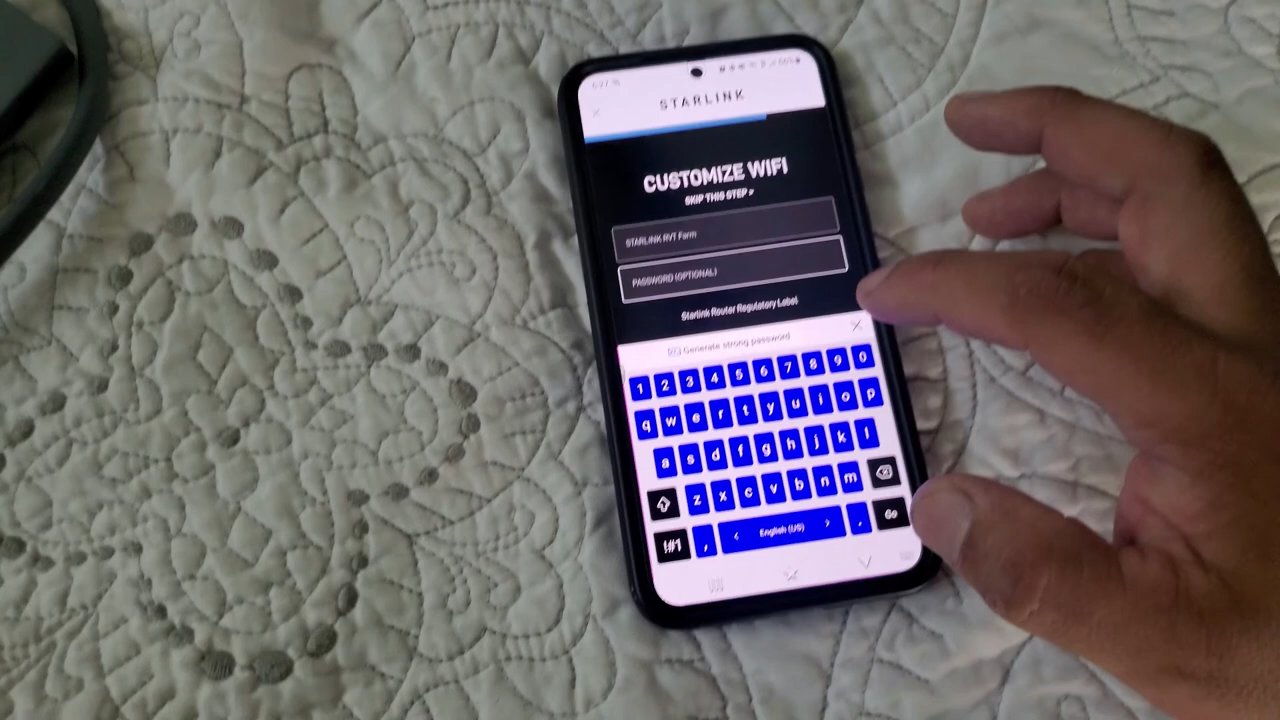 STARLINK
CUSTOMIZE WIFI
SKIP THIS STEP >
STARLINK RVT Farm
PASSWORD (OPTIONAL)
Starlink Router Regulatory Label
Generate strong password
1 2 3 4 5 6 7 8 9 0
q w e r t y u i o p
a s d f g h j k l
z x c v b n m
!#1 , < English (US) > . Go